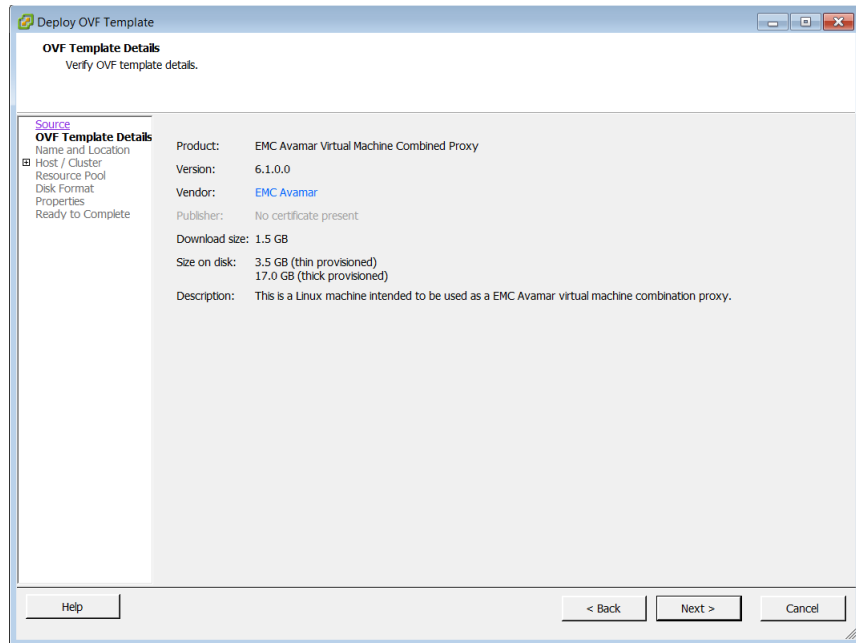 Deploy OVF Template
OVF Template Details
Verify OVF template details.
Source
OVF Template Details
Name and Location
Host / Cluster
Resource Pool
Disk Format
Properties
Ready to Complete
Product: EMC Avamar Virtual Machine Combined Proxy
Version: 6.1.0.0
Vendor: EMC Avamar
Publisher: No certificate present
Download size: 1.5 GB
Size on disk: 3.5 GB (thin provisioned)
17.0 GB (thick provisioned)
Description: This is a Linux machine intended to be used as a EMC Avamar virtual machine combination proxy.
Help
< Back
Next >
Cancel